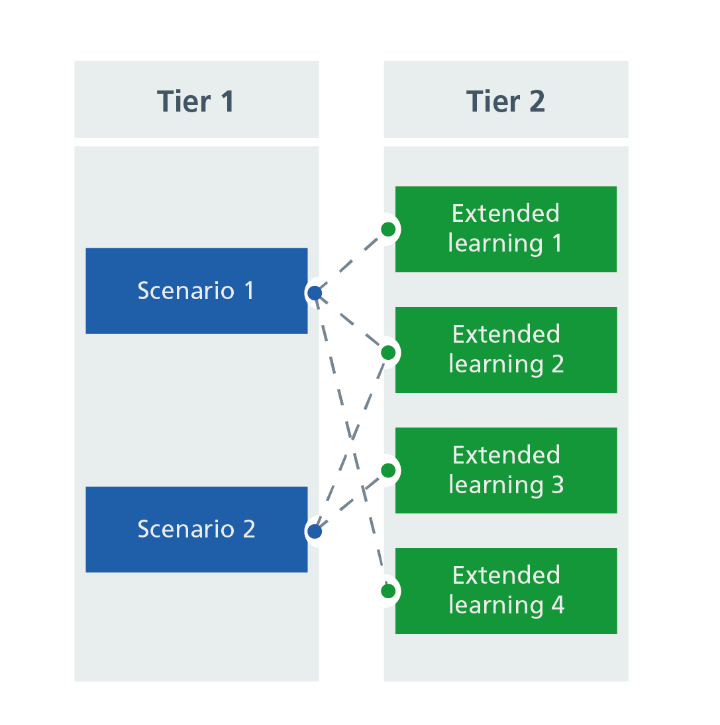 Tier 1
Tier 2
Scenario 1
Scenario 2
Extended
learning 1
Extended
learning 2
Extended
learning 3
Extended
learning 4